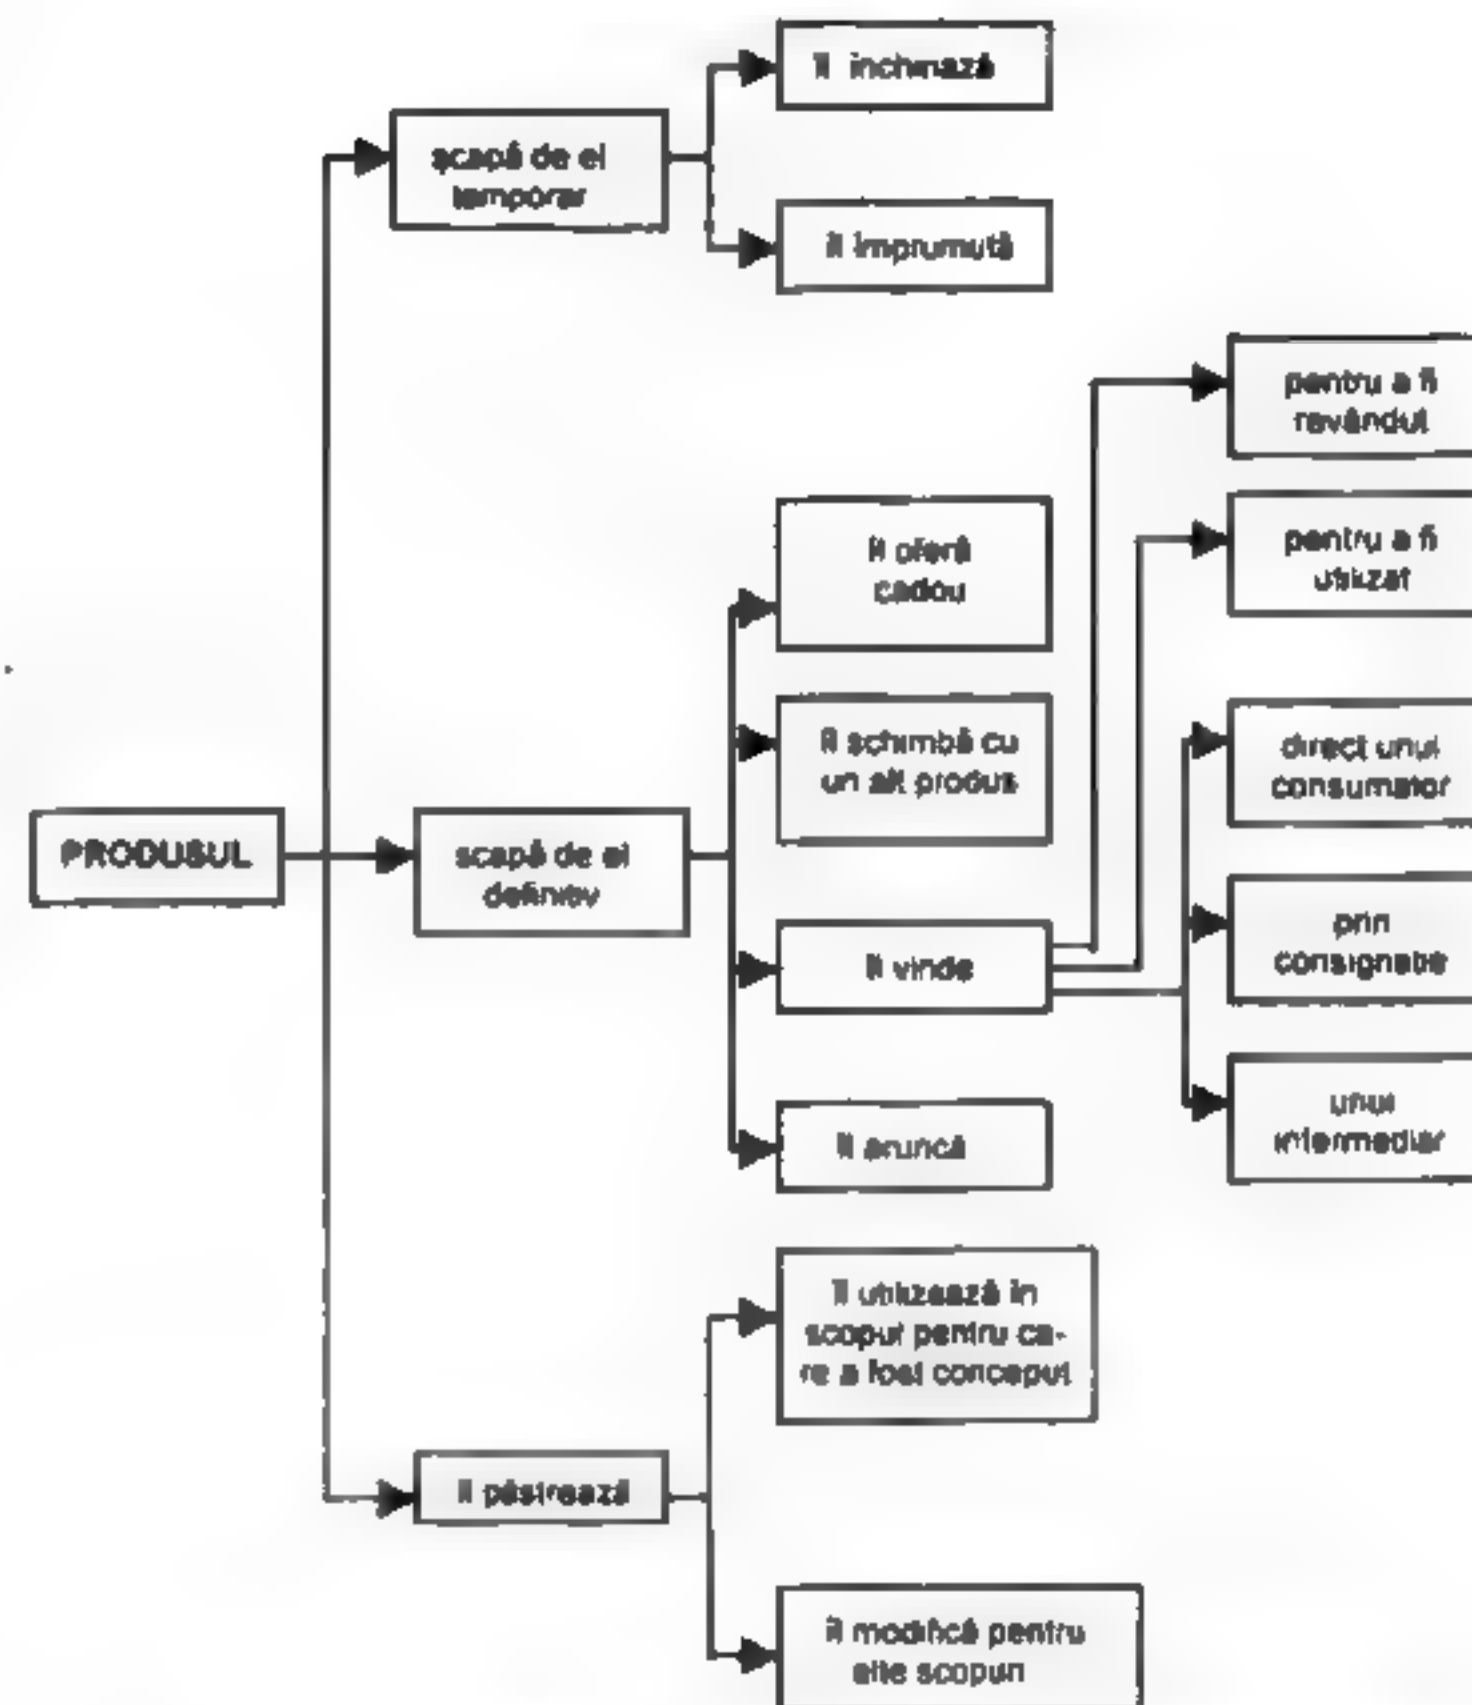 îl închiriază
scapă de el
temporar
îl împrumută
pentru a fi
revândut
pentru a fi
utilizat
îl oferă
cadou
îl schimbă cu
un alt produs
direct unui
consumator
PRODUSUL
scapă de el
definitiv
îl vinde
prin
consignație
unui
intermediar
îl aruncă
îl utilizează în
scopul pentru ca-
re a fost conceput
îl păstrează
îl modifică pentru
alte scopuri